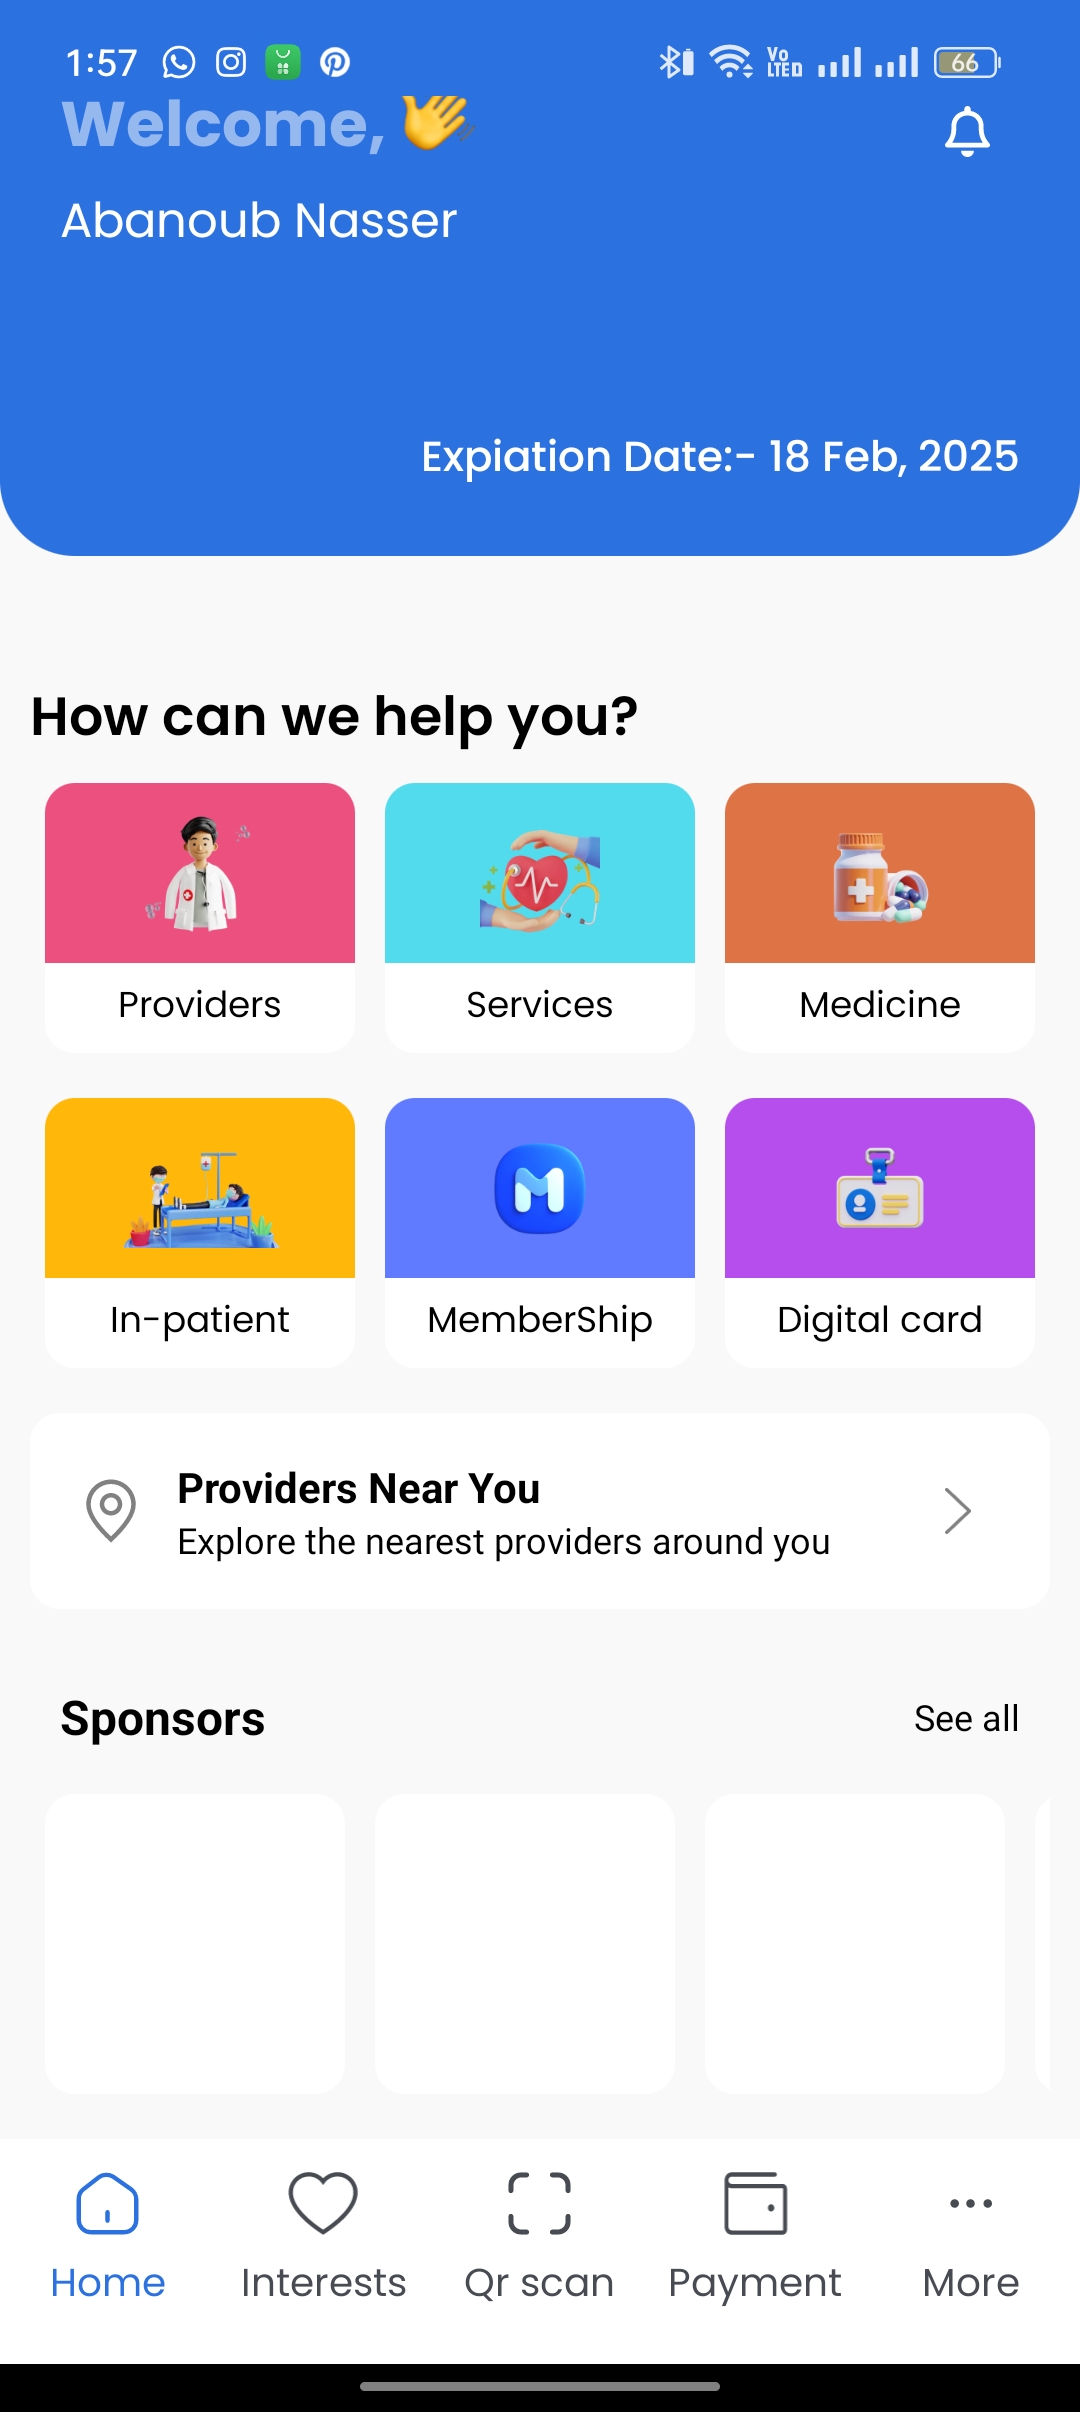 1:57
Vo
LTED
66
Welcome, 👋
Abanoub Nasser
Expiation Date:- 18 Feb, 2025
How can we help you?
Providers
Services
Medicine
In-patient
MemberShip
Digital card
Providers Near You
Explore the nearest providers around you
Sponsors
See all
Home
Interests
Qr scan
Payment
More